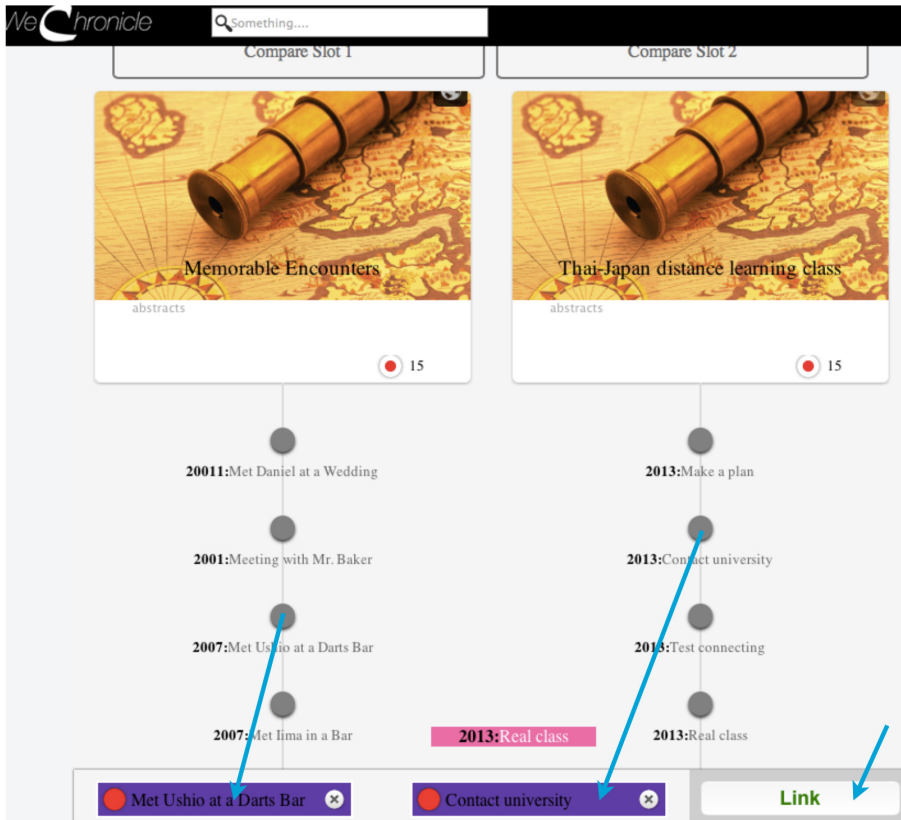 WeChronicle
Something....
Compare Slot 1
Compare Slot 2
Memorable Encounters
abstracts
15
Thai-Japan distance learning class
abstracts
15
20011:Met Daniel at a Wedding
2001:Meeting with Mr. Baker
2007:Met Ushio at a Darts Bar
2007:Met Iima in a Bar
2013:Make a plan
2013:Contact university
2013:Test connecting
2013:Real class
2013:Real class
Met Ushio at a Darts Bar
Contact university
Link